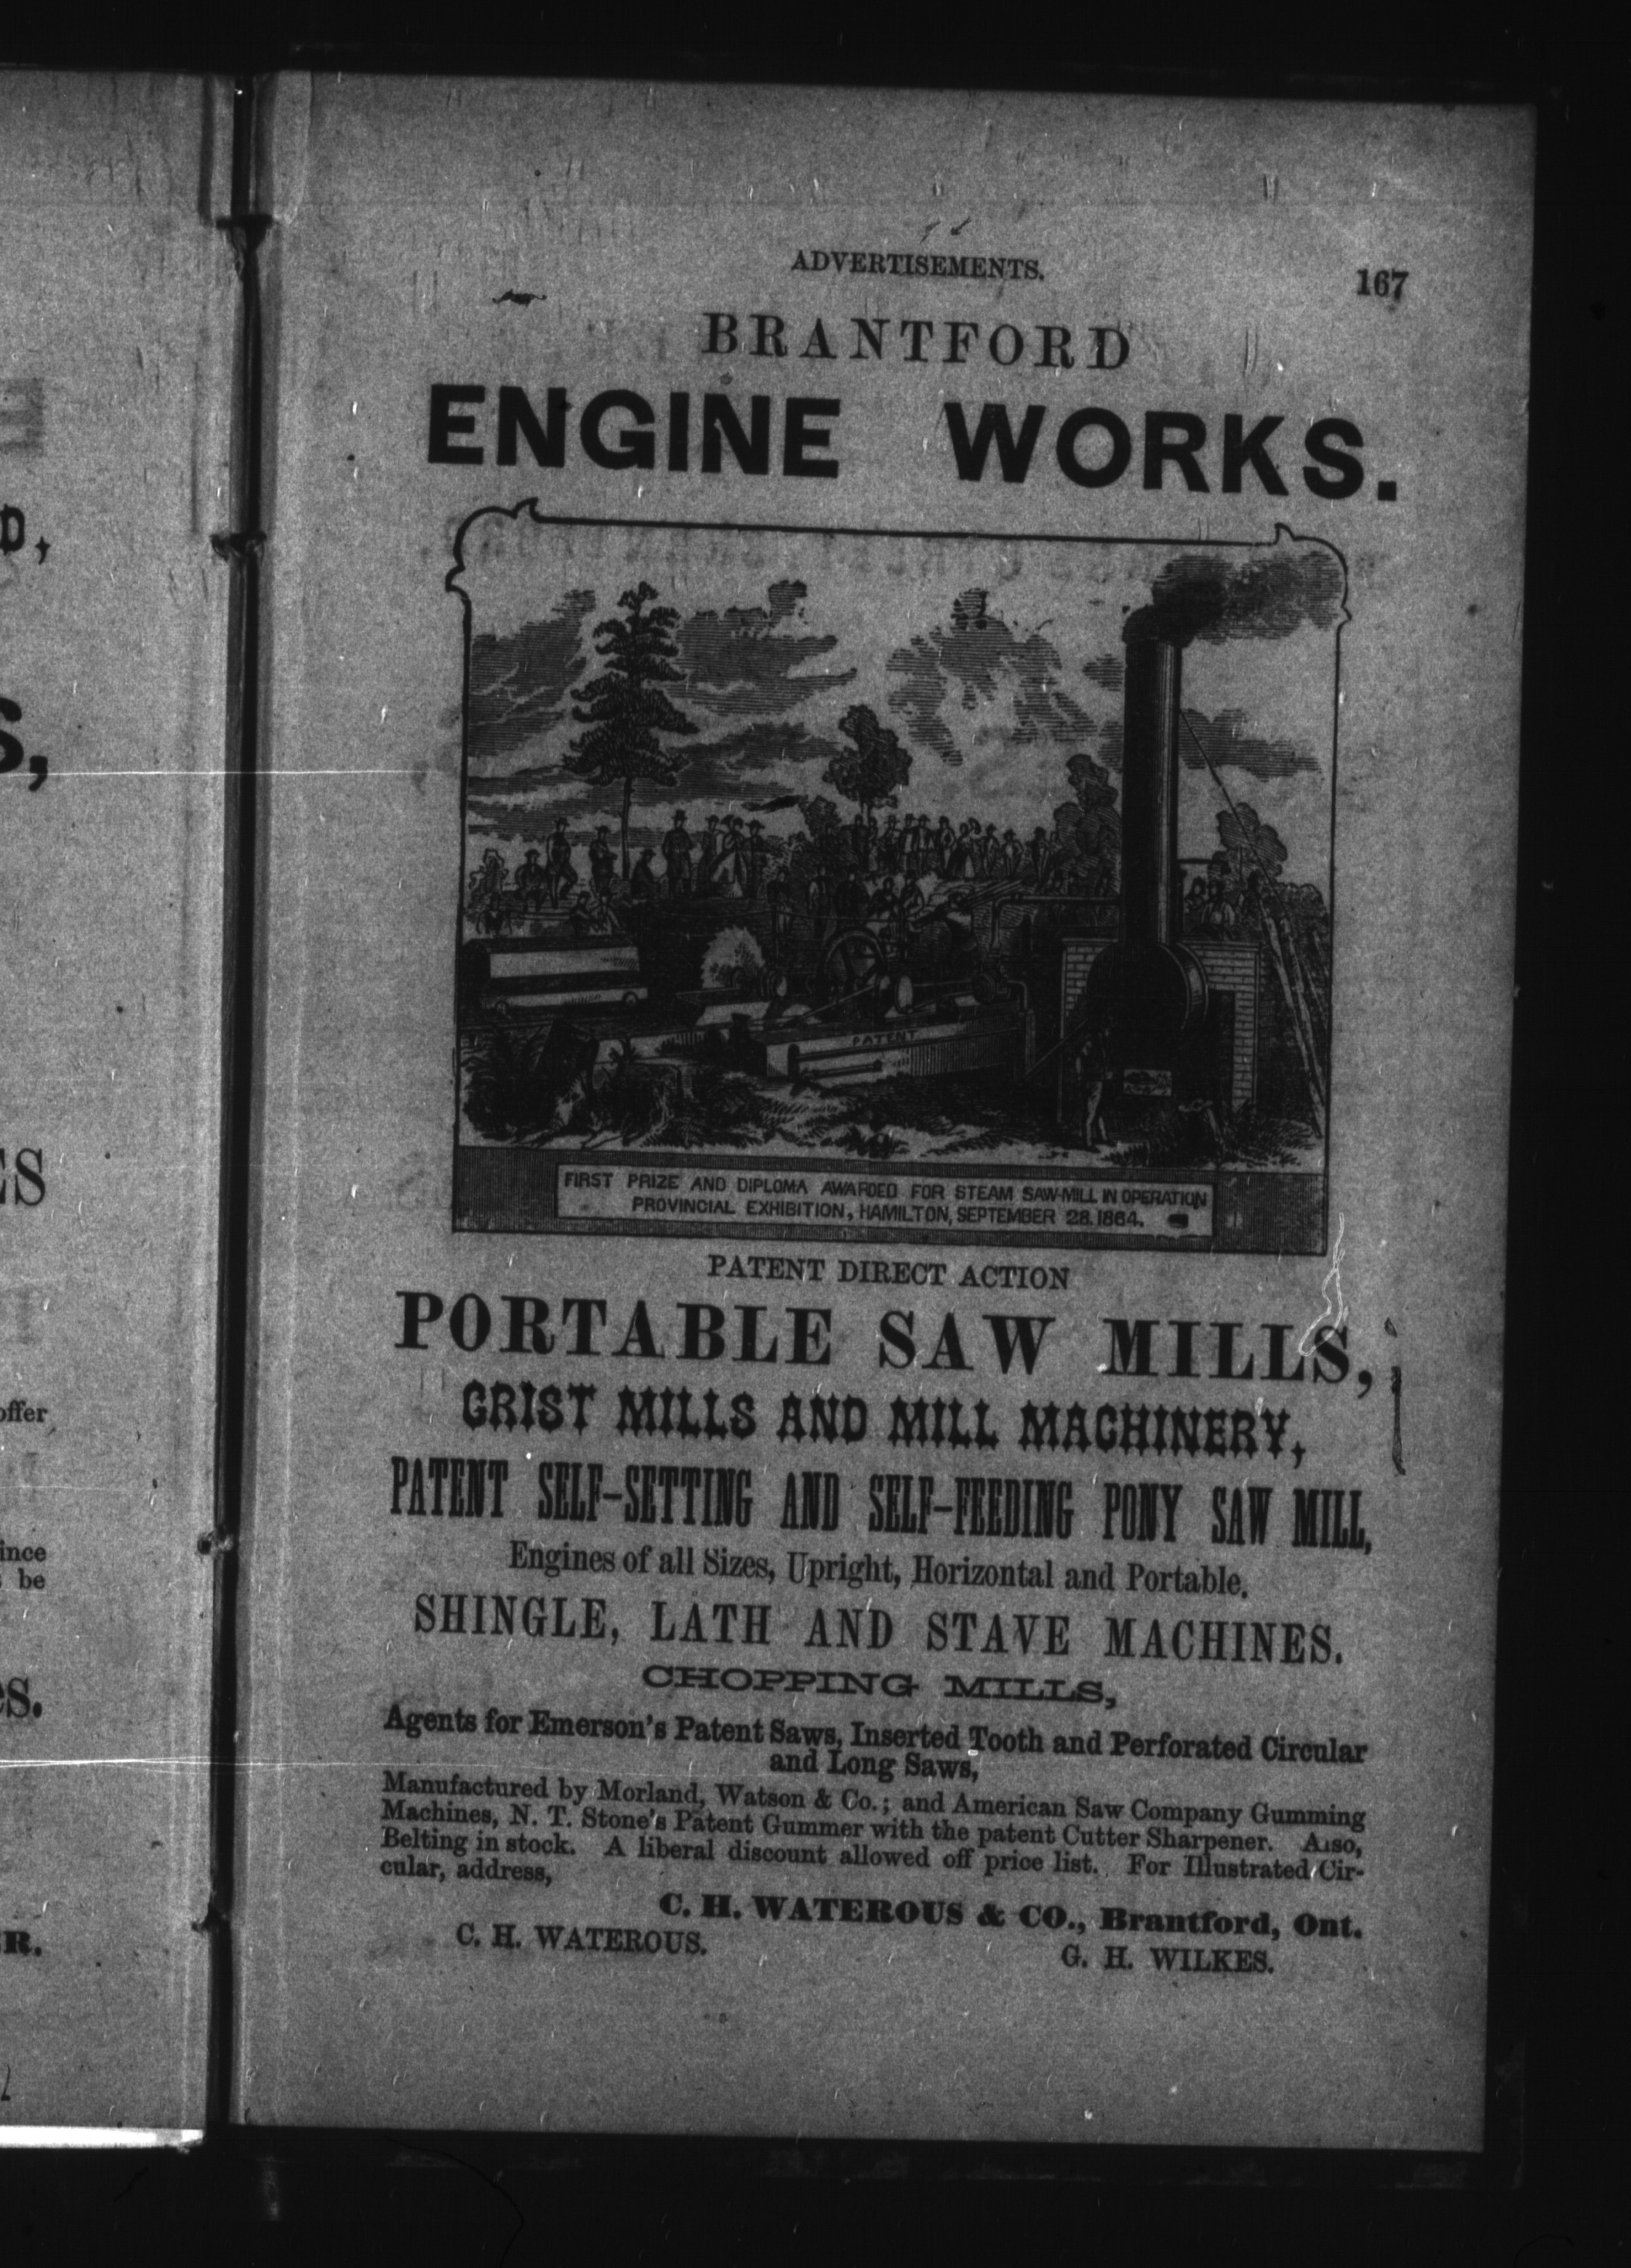 D,
S,
ES
offer
ince
be
es.
R.
ADVERTISEMENTS.
167
BRANTFORD
ENGINE WORKS.
PATENT
FIRST PRIZE AND DIPLOMA AWARDED FOR STEAM SAW-MILL IN OPERATION
PROVINCIAL EXHIBITION, HAMILTON, SEPTEMBER 28. 1864.
PATENT DIRECT ACTION
PORTABLE SAW MILLS,
GRIST MILLS AND MILL MACHINERY,
PATENT SELF-SETTING AND SELF-FEEDING PONY SAW MILL,
Engines of all Sizes, Upright, Horizontal and Portable.
SHINGLE, LATH AND STAVE MACHINES.
CHOPPING MILLS,
Agents for Emerson's Patent Saws, Inserted Tooth and Perforated Circular
and Long Saws,
Manufactured by Morland, Watson & Co.; and American Saw Company Gumming
Machines, N. T. Stone's Patent Gummer with the patent Cutter Sharpener. Also,
Belting in stock. A liberal discount allowed off price list. For Illustrated Cir-
cular, address,
C. H. WATEROUS & CO., Brantford, Ont.
C. H. WATEROUS. G. H. WILKES.